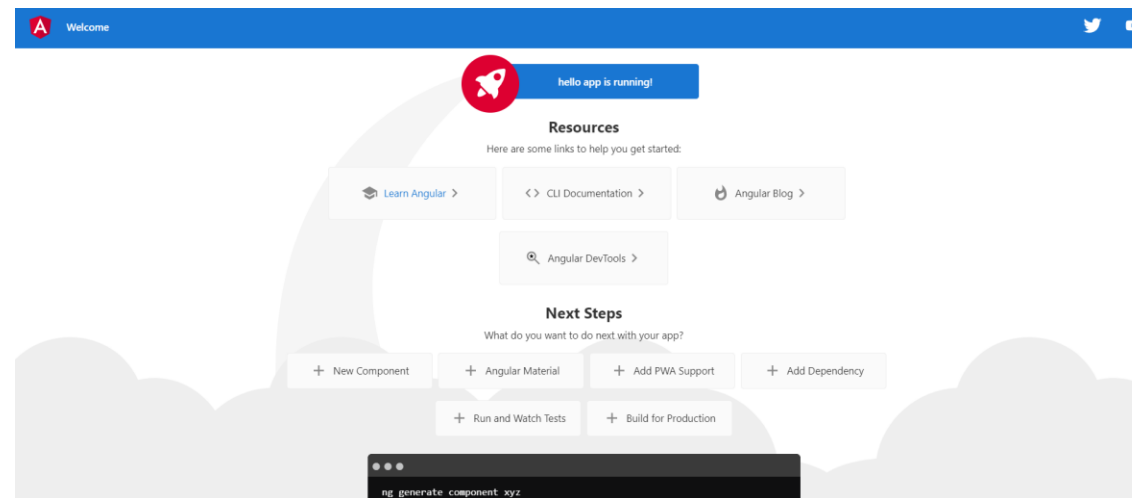 A Welcome
hello app is running!
Resources
Here are some links to help you get started:
Learn Angular > <> CLI Documentation > Angular Blog >
Angular DevTools >
Next Steps
What do you want to do next with your app?
+ New Component + Angular Material + Add PWA Support + Add Dependency
+ Run and Watch Tests + Build for Production
ng generate component xyz